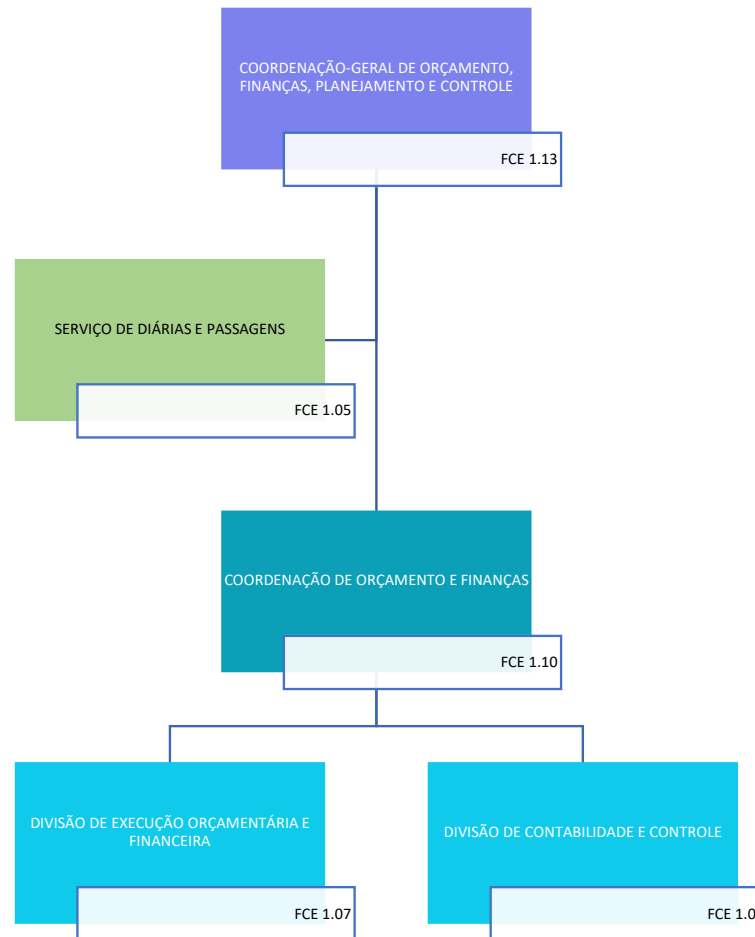 COORDENAÇÃO-GERAL DE ORÇAMENTO,
FINANÇAS, PLANEJAMENTO E CONTROLE
FCE 1.13
SERVIÇO DE DIÁRIAS E PASSAGENS
FCE 1.05
COORDENAÇÃO DE ORÇAMENTO E FINANÇAS
FCE 1.10
DIVISÃO DE EXECUÇÃO ORÇAMENTÁRIA E
FINANCEIRA
FCE 1.07
DIVISÃO DE CONTABILIDADE E CONTROLE
FCE